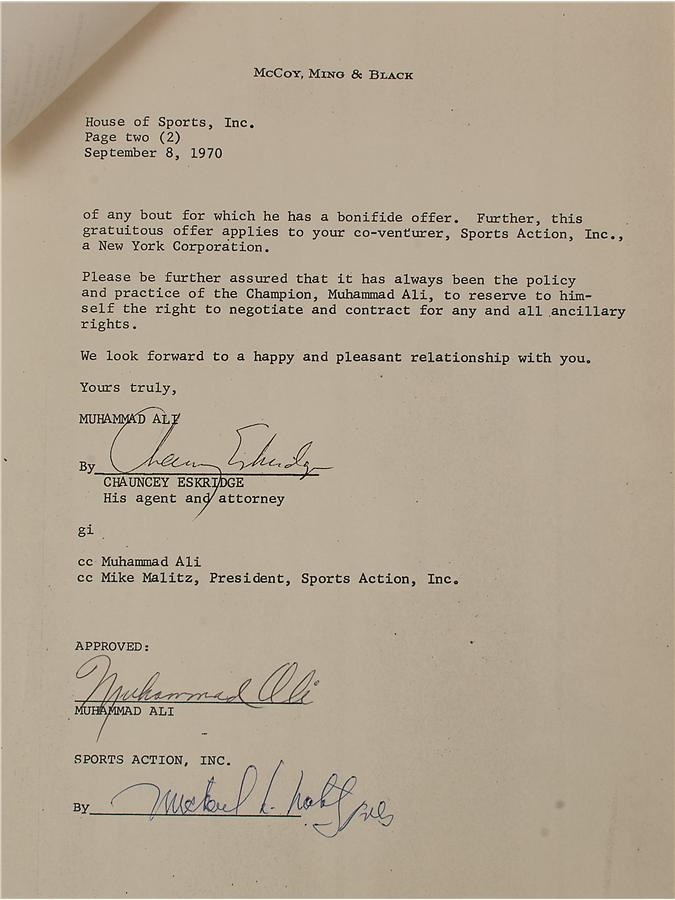 McCoy, Ming & Black
House of Sports, Inc.
Page two (2)
September 8, 1970
of any bout for which he has a bonifide offer. Further, this
gratuitous offer applies to your co-venturer, Sports Action, Inc.,
a New York Corporation.
Please be further assured that it has always been the policy
and practice of the Champion, Muhammad Ali, to reserve to him-
self the right to negotiate and contract for any and all ancillary
rights.
We look forward to a happy and pleasant relationship with you.
Yours truly,
MUHAMMAD ALI
By Chauncey Eskridge
CHAUNCEY ESKRIDGE
His agent and attorney
gi
cc Muhammad Ali
cc Mike Malitz, President, Sports Action, Inc.
APPROVED:
Muhammad Ali
MUHAMMAD ALI
SPORTS ACTION, INC.
By Michael